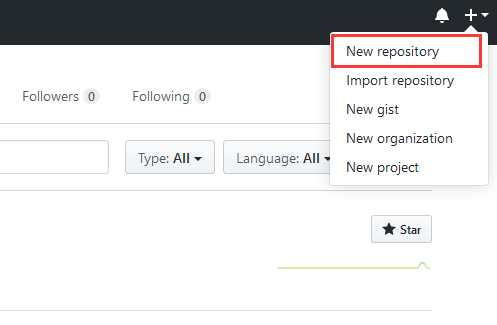 New repository
Import repository
New gist
New organization
New project
Followers 0 Following 0
Type: All Language: All
Star